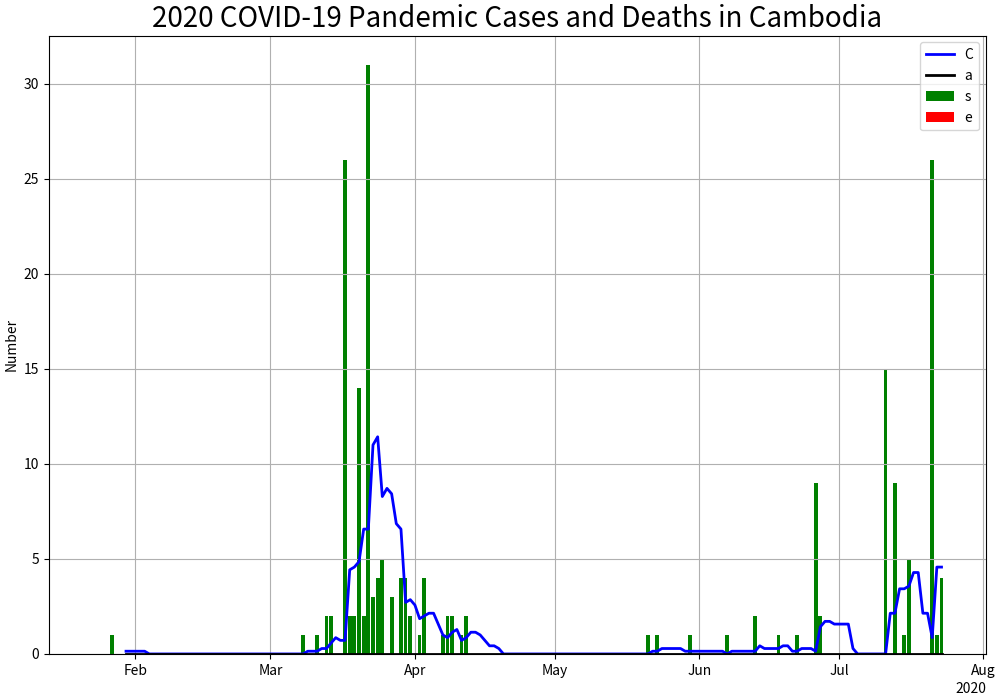 2020 COVID-19 Pandemic Cases and Deaths in Cambodia
C
a
s
e
Number
30
25
20
15
10
5
0
Feb Mar Apr May Jun Jul Aug
2020